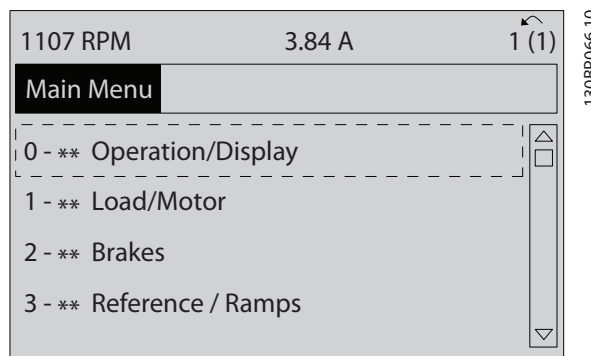 1107 RPM 3.84 A 1 (1)
Main Menu
0 - ** Operation/Display
1 - ** Load/Motor
2 - ** Brakes
3 - ** Reference / Ramps
130BP066.10